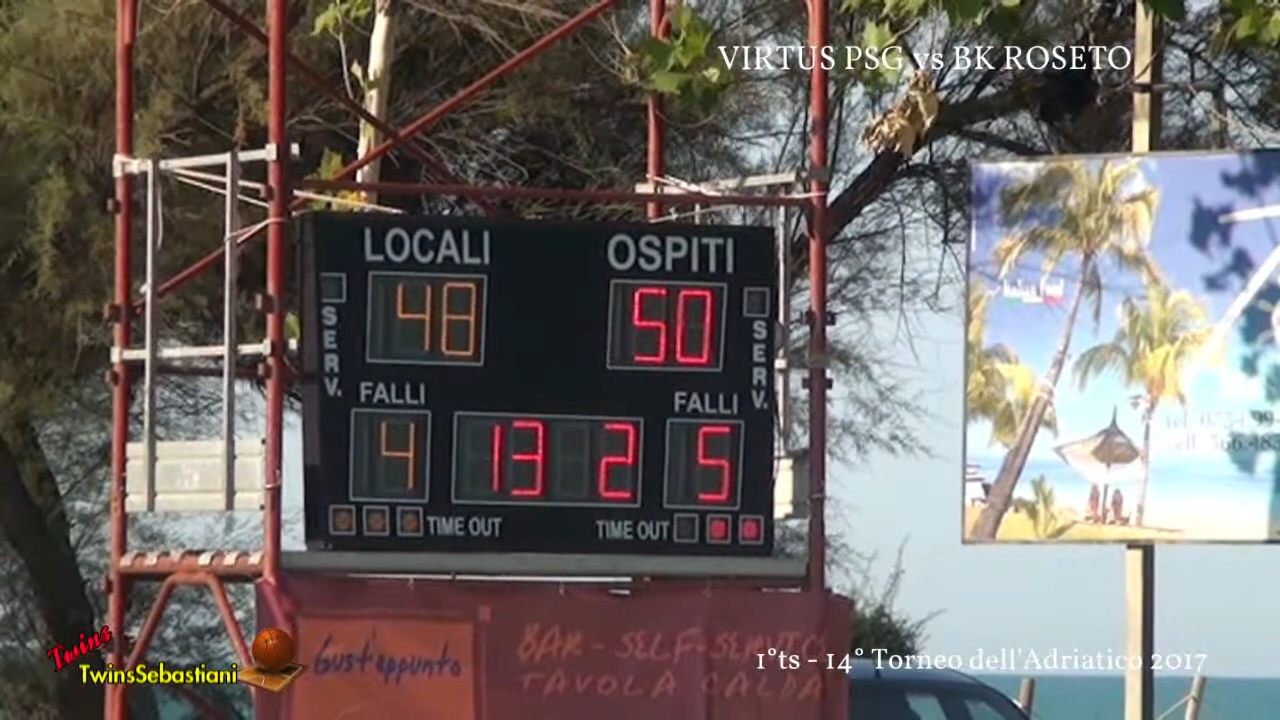 VIRTUS PSG vs BK ROSETO
LOCALI OSPITI
48 50
SERV. SERV.
FALLI FALLI
4 13 2 5
TIME OUT TIME OUT
Gust'appunto
BAR - SELF-SERVICE
TAVOLA CALDA
Twins
TwinsSebastiani
1°ts - 14° Torneo dell'Adriatico 2017